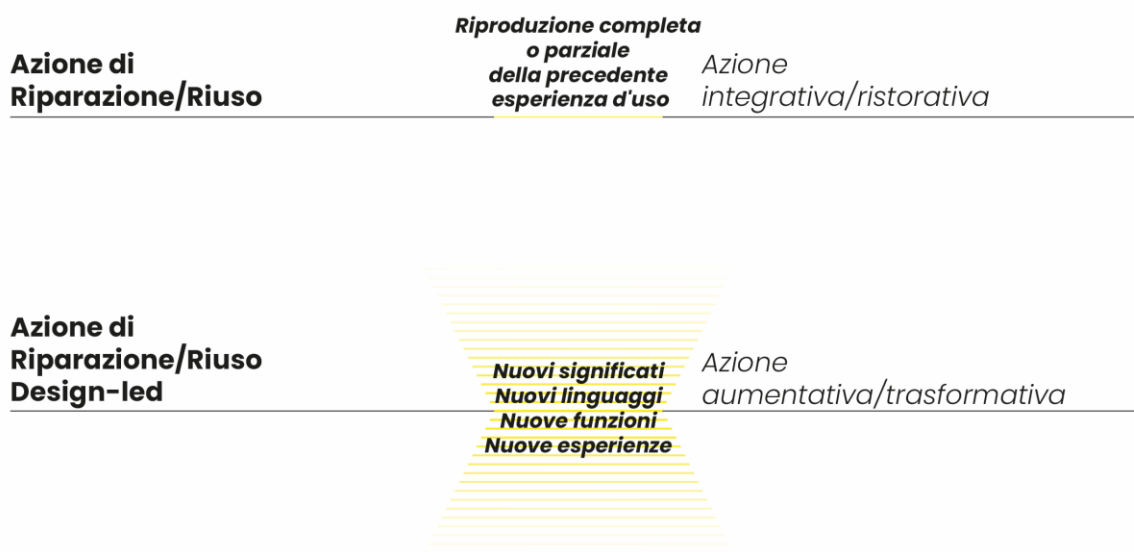 Azione di
Riparazione/Riuso
Riproduzione completa
o parziale
della precedente
esperienza d'uso
Azione
integrativa/ristorativa
Azione di
Riparazione/Riuso
Design-led
Nuovi significati
Nuovi linguaggi
Nuove funzioni
Nuove esperienze
Azione
aumentativa/trasformativa